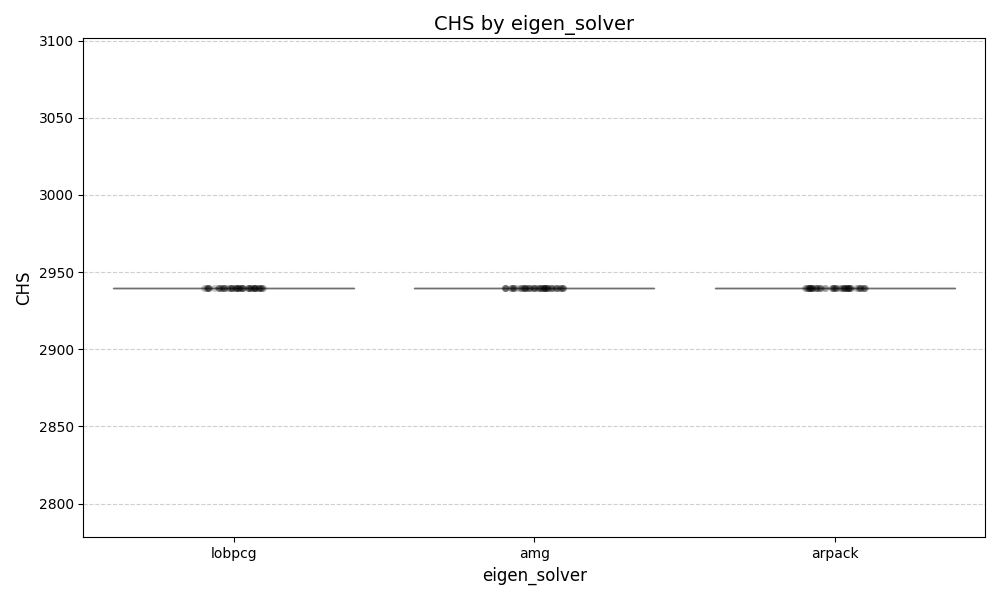 CHS by eigen_solver
3100
3050
3000
2950
2900
2850
2800
CHS
lobpcg
amg
arpack
eigen_solver